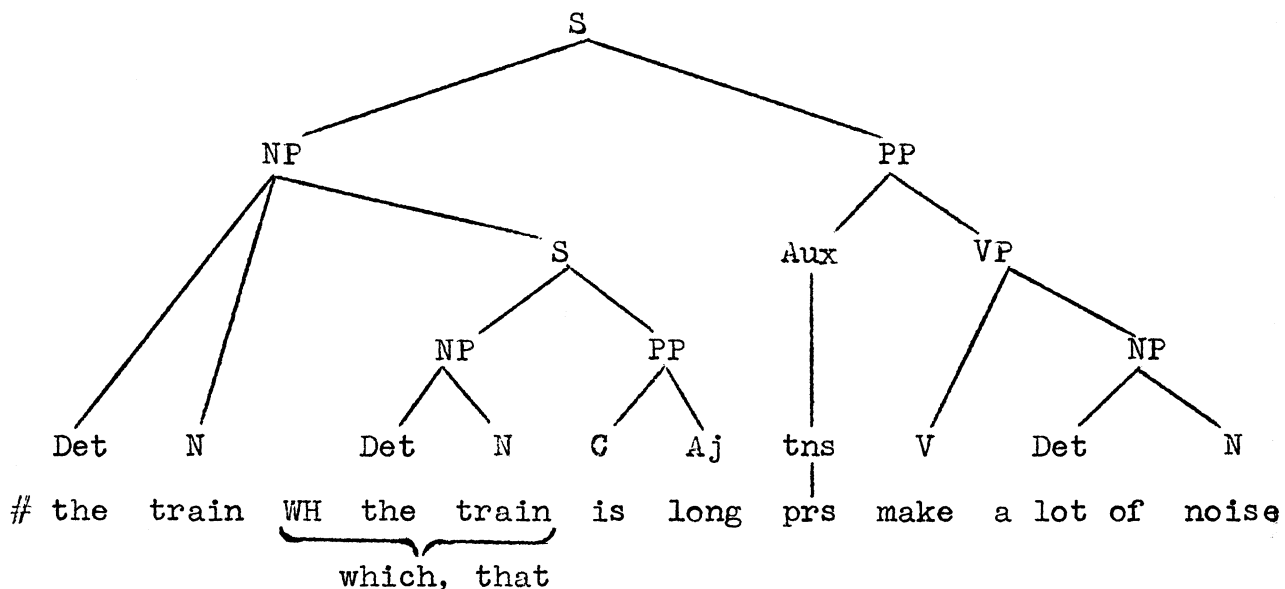 S
NP PP
S Aux VP
NP PP NP
Det N Det N C Aj tns V Det N
# the train WH the train is long prs make a lot of noise
which, that